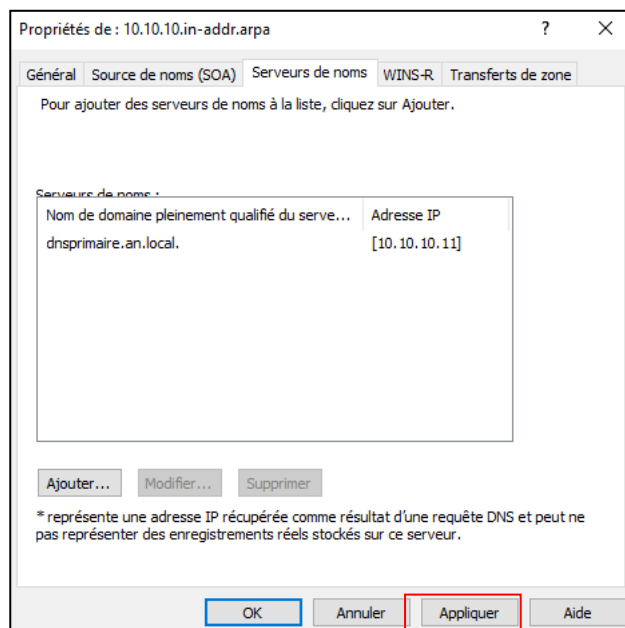 Propriétés de : 10.10.10.in-addr.arpa ? ×
Général Source de noms (SOA) Serveurs de noms WINS-R Transferts de zone
Pour ajouter des serveurs de noms à la liste, cliquez sur Ajouter.
Serveurs de noms :
Nom de domaine pleinement qualifié du serve... Adresse IP
dnsprimaire.an.local. [10.10.10.11]
Ajouter... Modifier... Supprimer
* représente une adresse IP récupérée comme résultat d'une requête DNS et peut ne
pas représenter des enregistrements réels stockés sur ce serveur.
OK Annuler Appliquer Aide